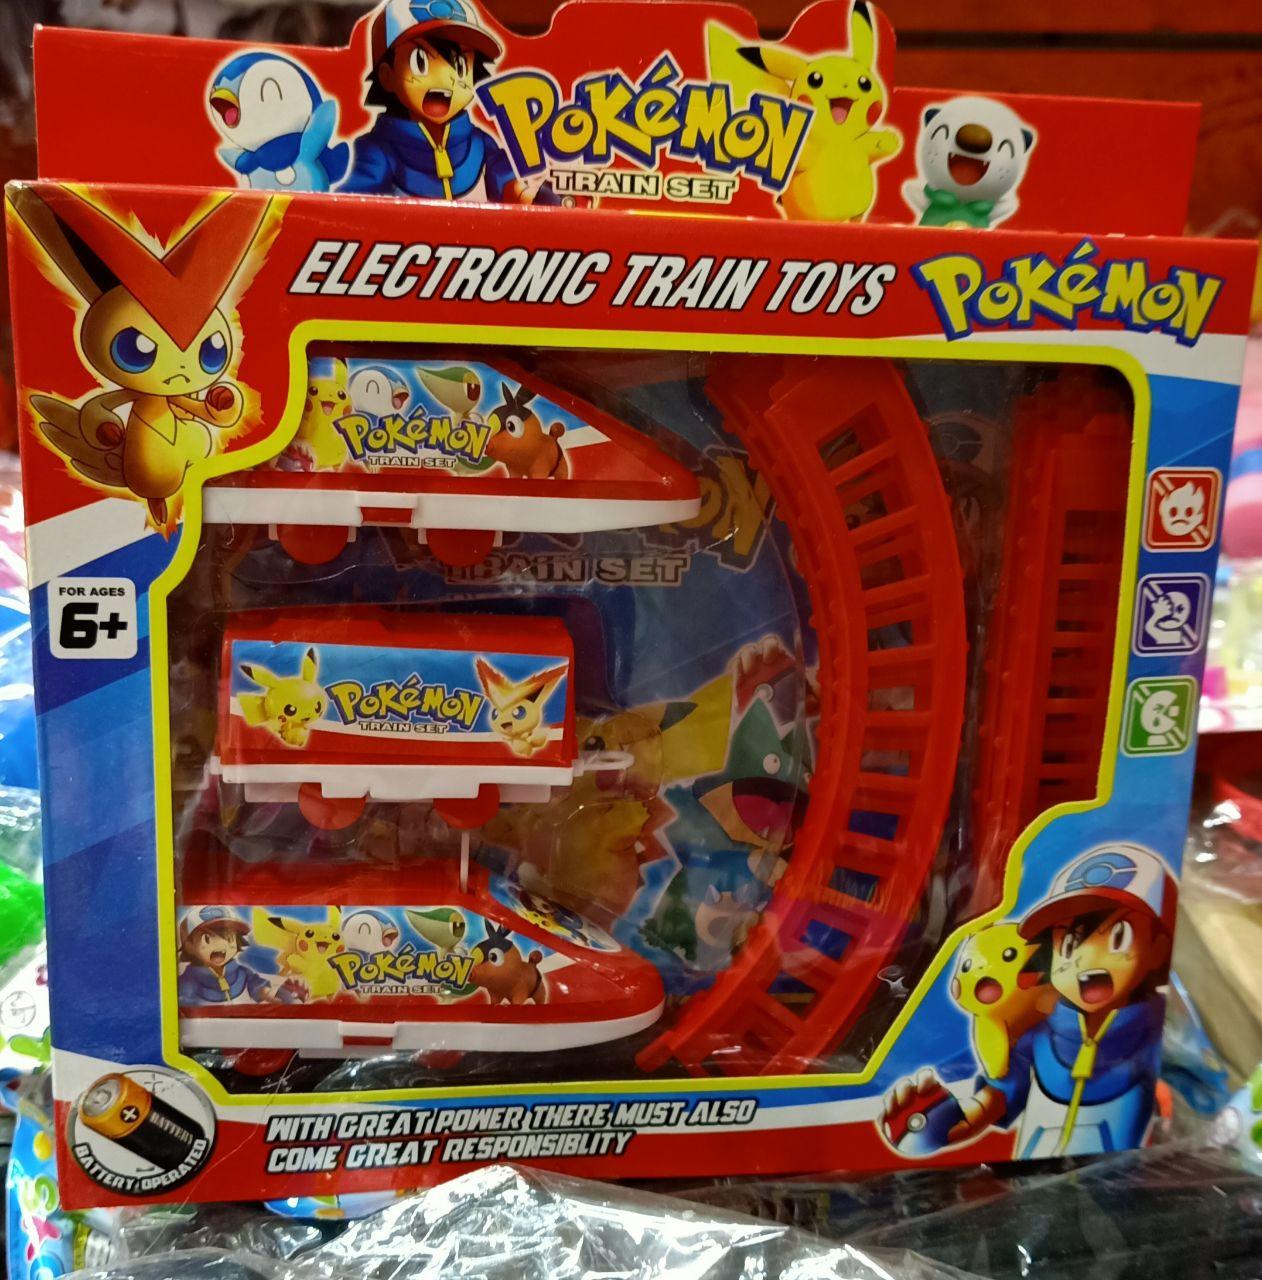 POKéMON
TRAIN SET
ELECTRONIC TRAIN TOYS
POKéMON
POKéMON
TRAIN SET
TRAIN SET
FOR AGES
6+
POKéMON
TRAIN SET
POKéMON
TRAIN SET
BATTERY
BATTERY OPERATED
WITH GREAT POWER THERE MUST ALSO
COME GREAT RESPONSIBLITY